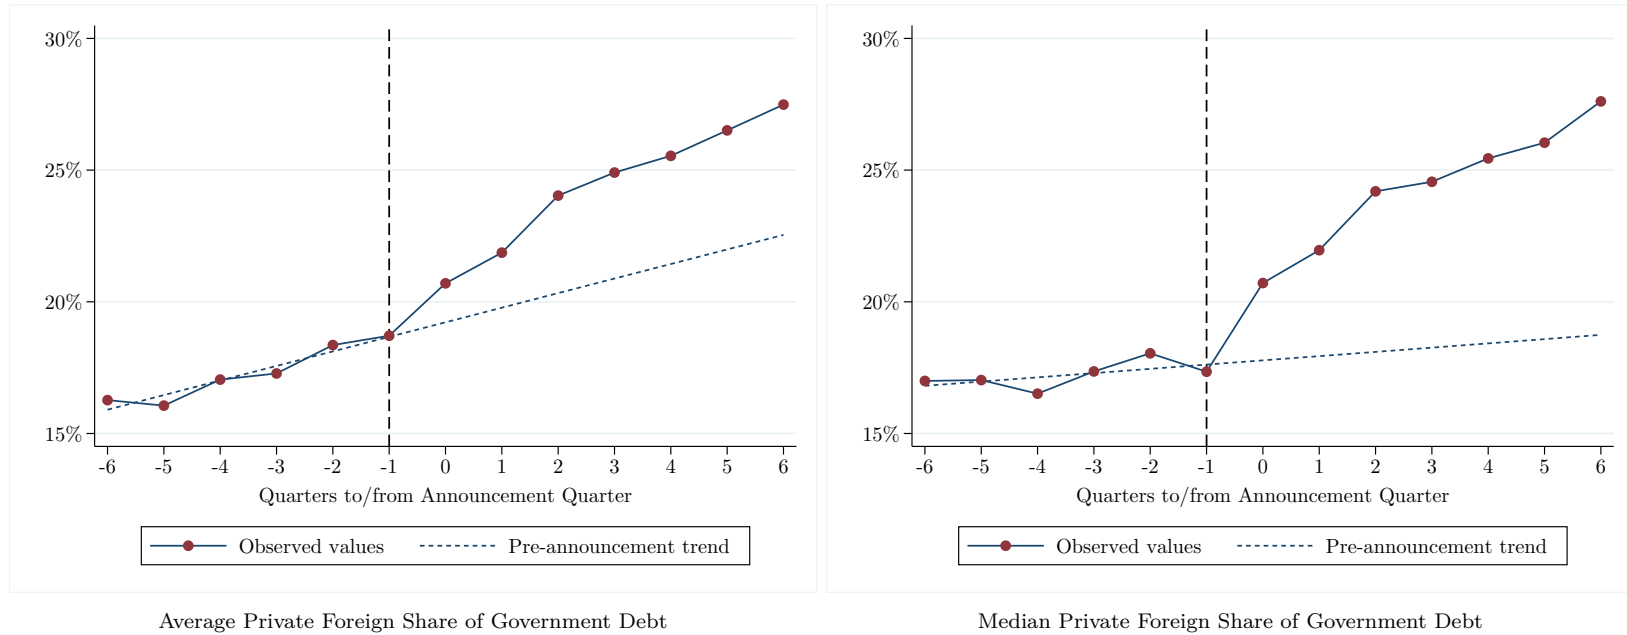 30%
25%
20%
15%
-6 -5 -4 -3 -2 -1 0 1 2 3 4 5 6
Quarters to/from Announcement Quarter
Observed values Pre-announcement trend
Average Private Foreign Share of Government Debt
30%
25%
20%
15%
-6 -5 -4 -3 -2 -1 0 1 2 3 4 5 6
Quarters to/from Announcement Quarter
Observed values Pre-announcement trend
Median Private Foreign Share of Government Debt